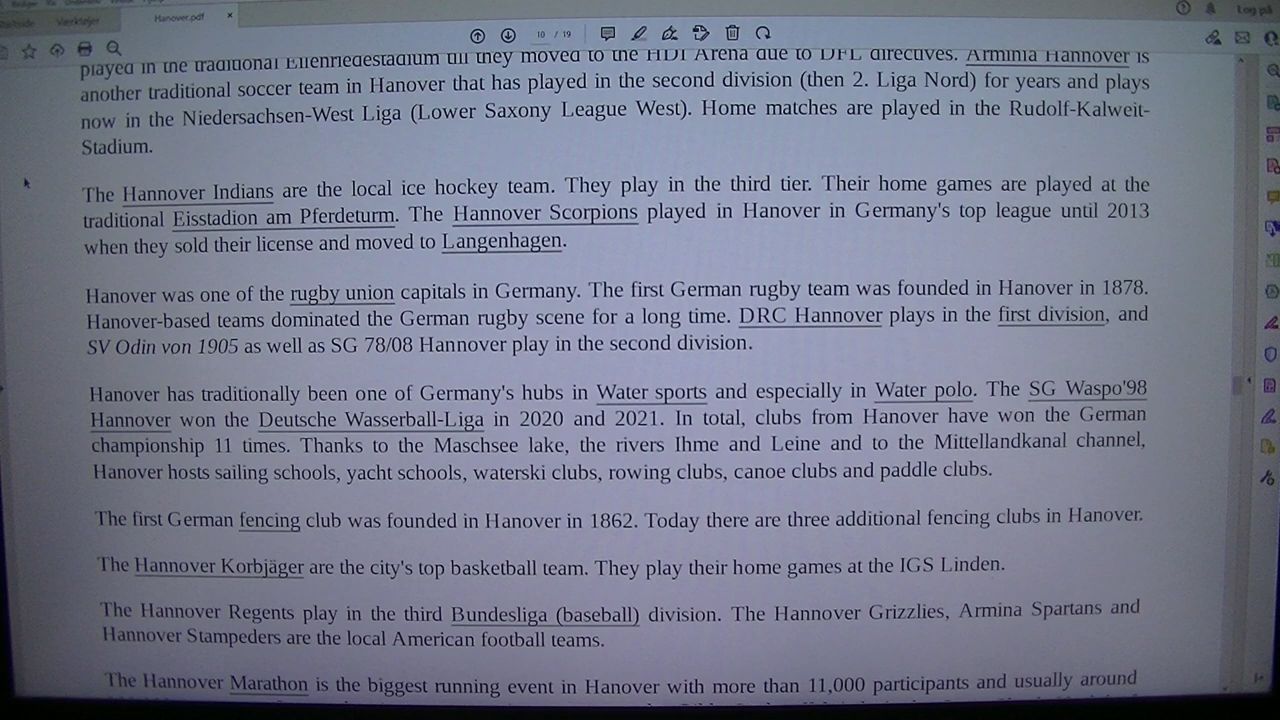 Værktøjer
Hanover.pdf
×
Log på
10 / 19
played in the traditional Eilenriedestadium till they moved to the HDI Arena due to DFL directives. Arminia Hannover is
another traditional soccer team in Hanover that has played in the second division (then 2. Liga Nord) for years and plays
now in the Niedersachsen-West Liga (Lower Saxony League West). Home matches are played in the Rudolf-Kalweit-
Stadium.
The Hannover Indians are the local ice hockey team. They play in the third tier. Their home games are played at the
traditional Eisstadion am Pferdeturm. The Hannover Scorpions played in Hanover in Germany's top league until 2013
when they sold their license and moved to Langenhagen.
Hanover was one of the rugby union capitals in Germany. The first German rugby team was founded in Hanover in 1878.
Hanover-based teams dominated the German rugby scene for a long time. DRC Hannover plays in the first division, and
SV Odin von 1905 as well as SG 78/08 Hannover play in the second division.
Hanover has traditionally been one of Germany's hubs in Water sports and especially in Water polo. The SG Waspo'98
Hannover won the Deutsche Wasserball-Liga in 2020 and 2021. In total, clubs from Hanover have won the German
championship 11 times. Thanks to the Maschsee lake, the rivers Ihme and Leine and to the Mittellandkanal channel,
Hanover hosts sailing schools, yacht schools, waterski clubs, rowing clubs, canoe clubs and paddle clubs.
The first German fencing club was founded in Hanover in 1862. Today there are three additional fencing clubs in Hanover.
The Hannover Korbjäger are the city's top basketball team. They play their home games at the IGS Linden.
The Hannover Regents play in the third Bundesliga (baseball) division. The Hannover Grizzlies, Armina Spartans and
Hannover Stampeders are the local American football teams.
The Hannover Marathon is the biggest running event in Hanover with more than 11,000 participants and usually around